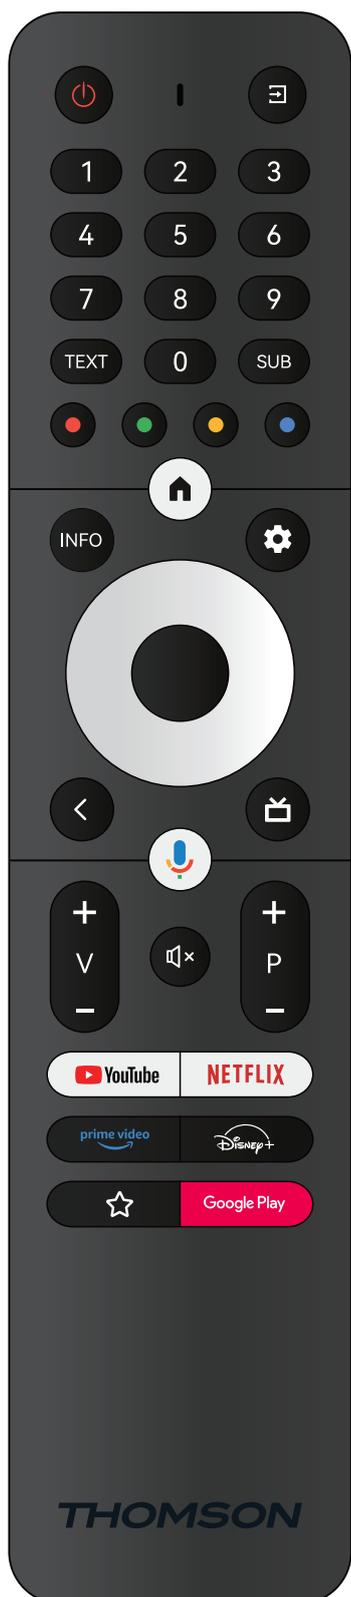 1 2 3
4 5 6
7 8 9
TEXT 0 SUB
INFO
+ +
V P
− −
YouTube NETFLIX
prime video Disney+
Google Play
THOMSON